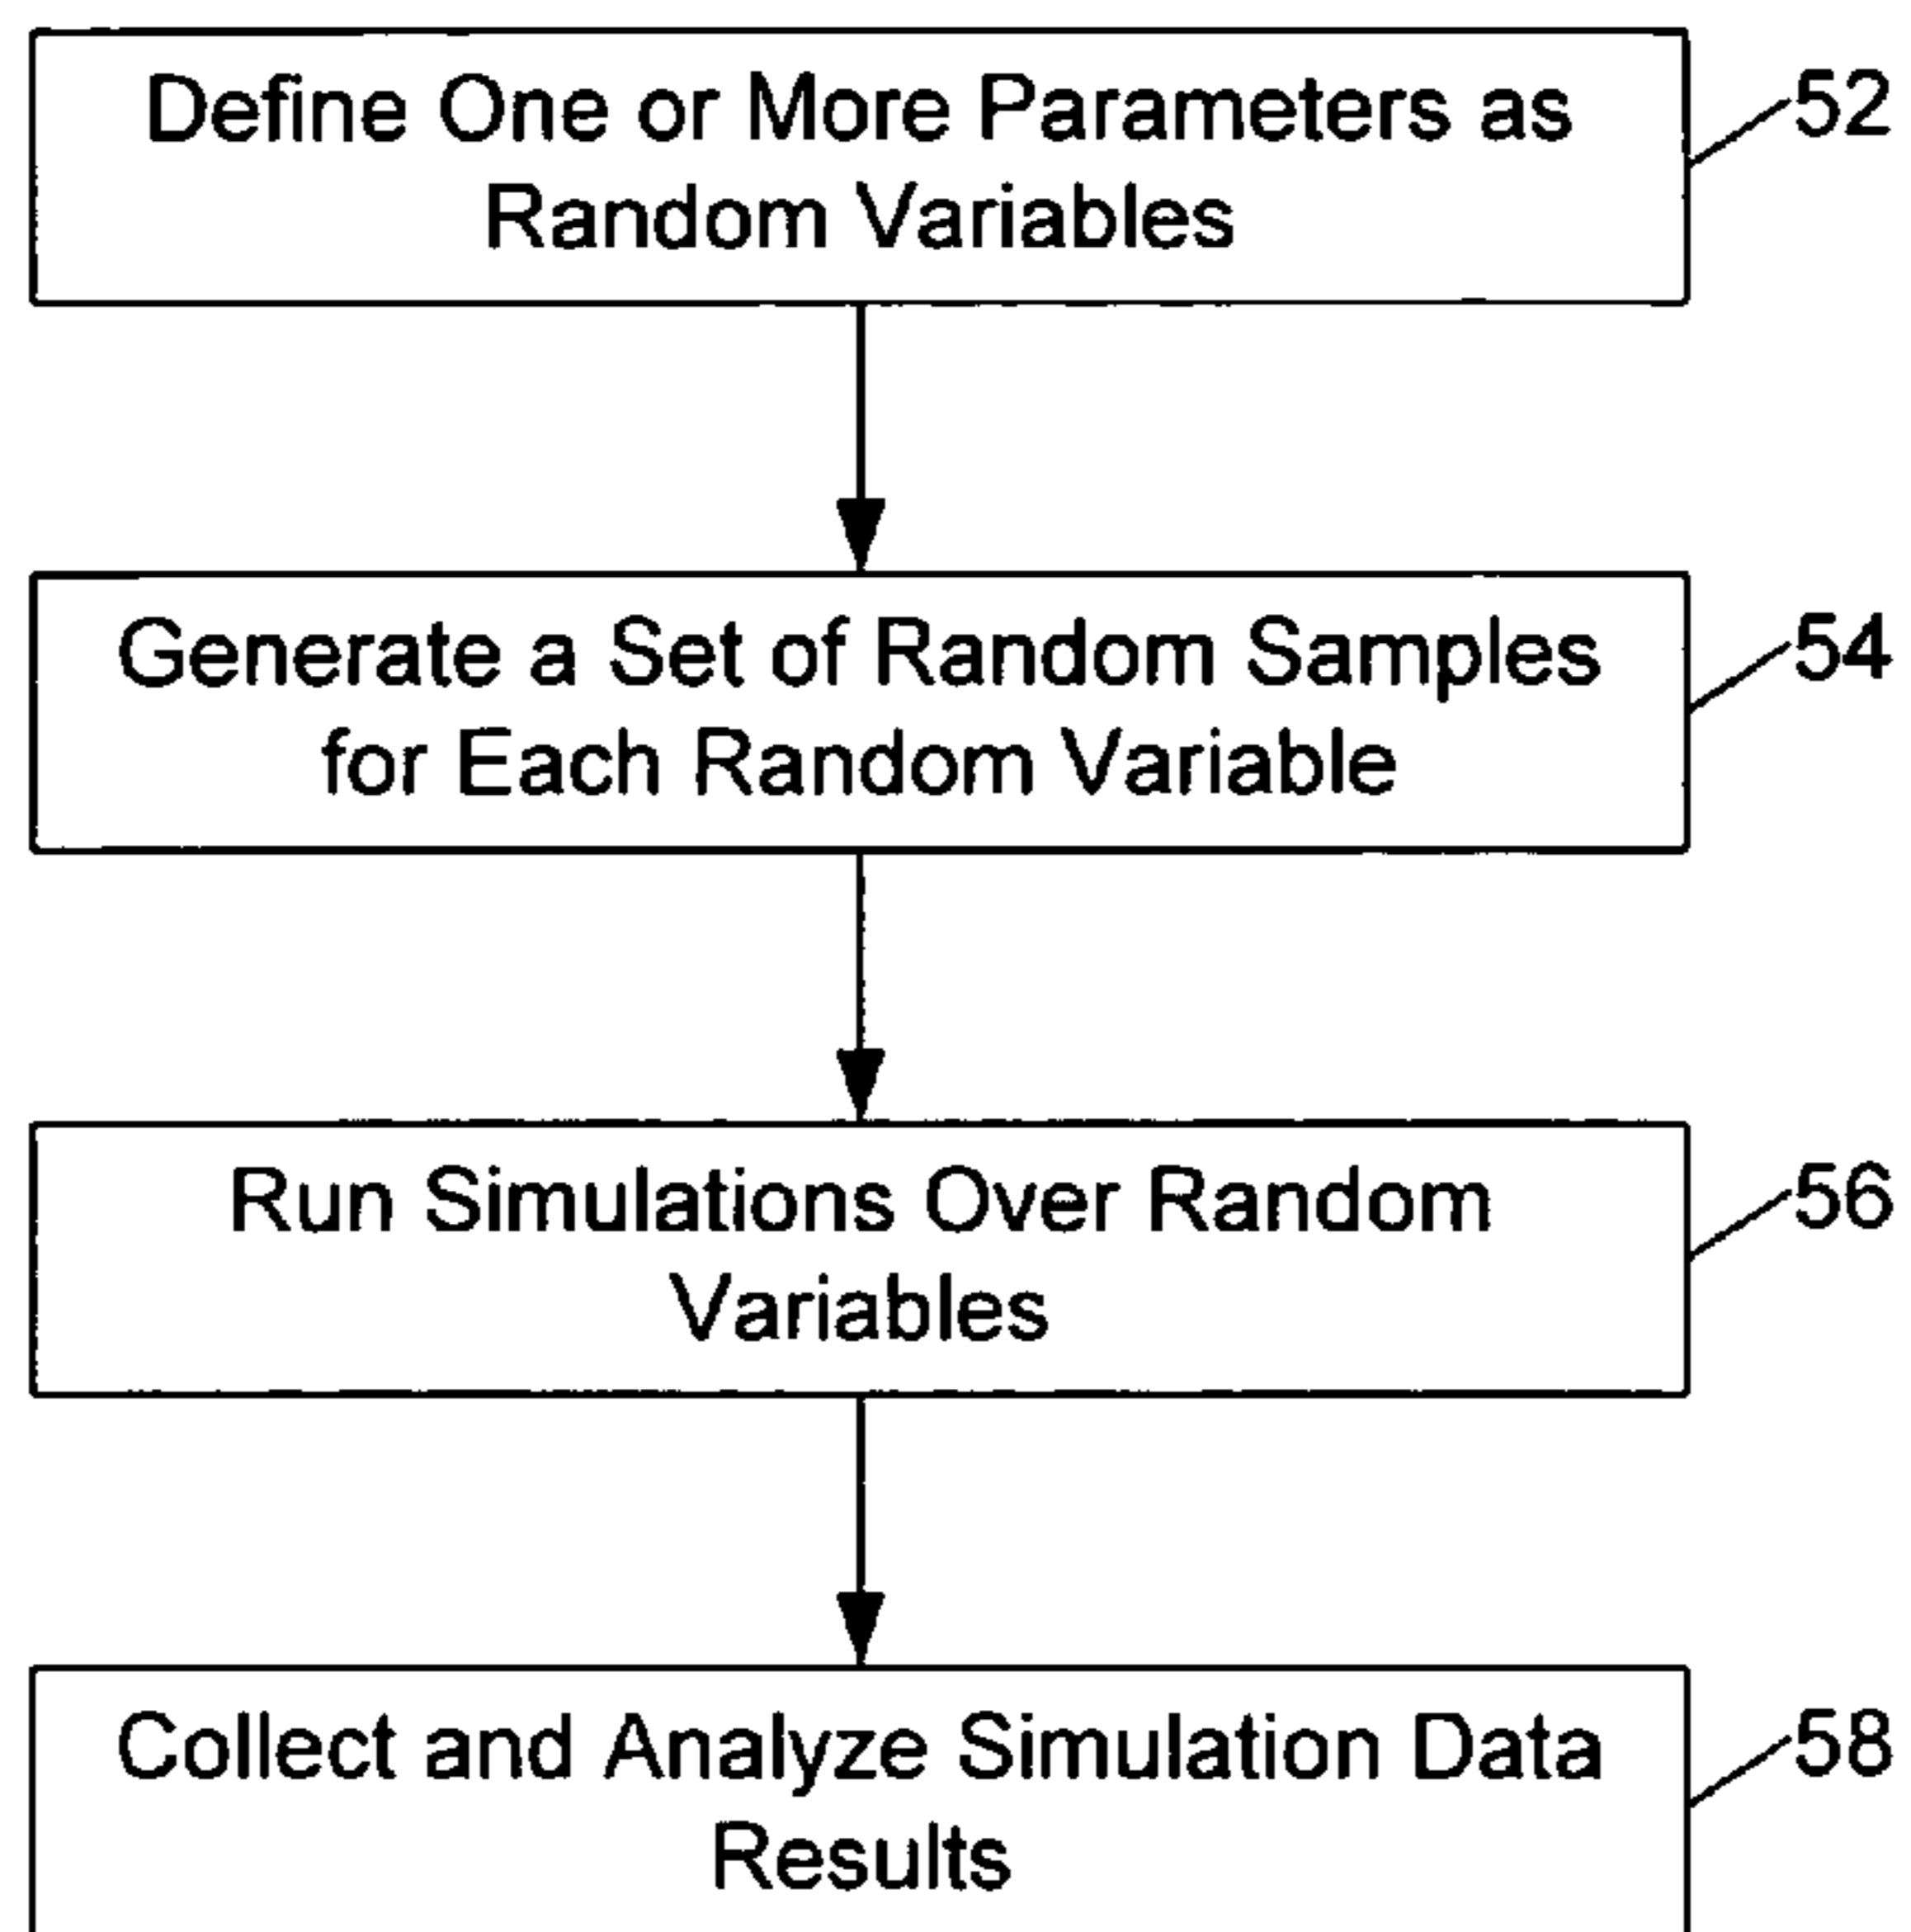 Define One or More Parameters as
Random Variables
52
Generate a Set of Random Samples
for Each Random Variable
54
Run Simulations Over Random
Variables
56
Collect and Analyze Simulation Data
Results
58